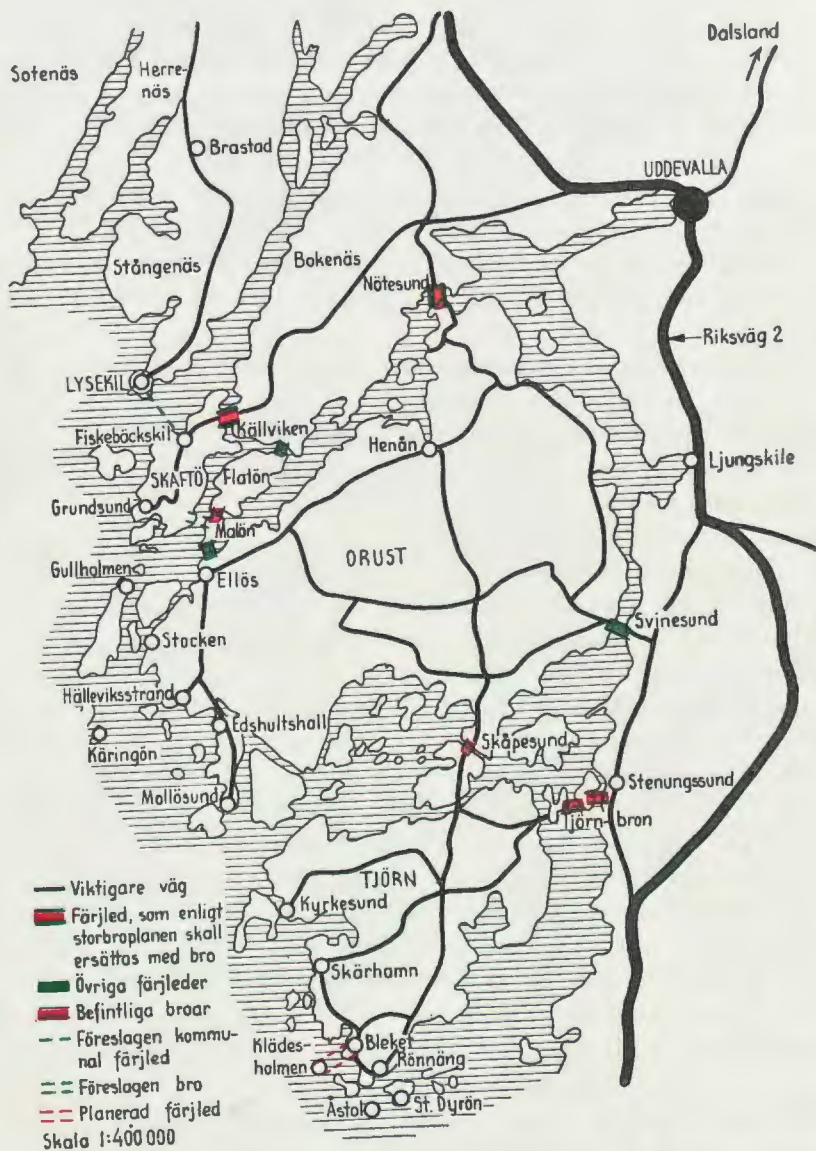 Dalsland
Sotenäs
Herre-
näs
Brastad
UDDEVALLA
Stångenäs
Bokenäs
Nötesund
Riksväg 2
LYSEKIL
Källviken
Fiskebäckskil
Henån
Ljungskile
SKAFTÖ
Flatön
Grundsund
Malön
ORUST
Gullholmen
Ellös
Svinesund
Stocken
Hälleviksstrand
Edshultshall
Skåpesund
Käringön
Stenungssund
Mollösund
Tjörn-bron
Viktigare väg
TJÖRN
Färjled, som enligt
storbroplanen skall
ersättas med bro
Kyrkesund
Övriga färjleder
Skärhamn
Befintliga broar
Föreslagen kommu-
nal färjled
Klädes-
holmen
Bleket
Rönnäng
Föreslagen bro
Planerad färjled
Åstol
St. Dyrön
Skala 1:400 000